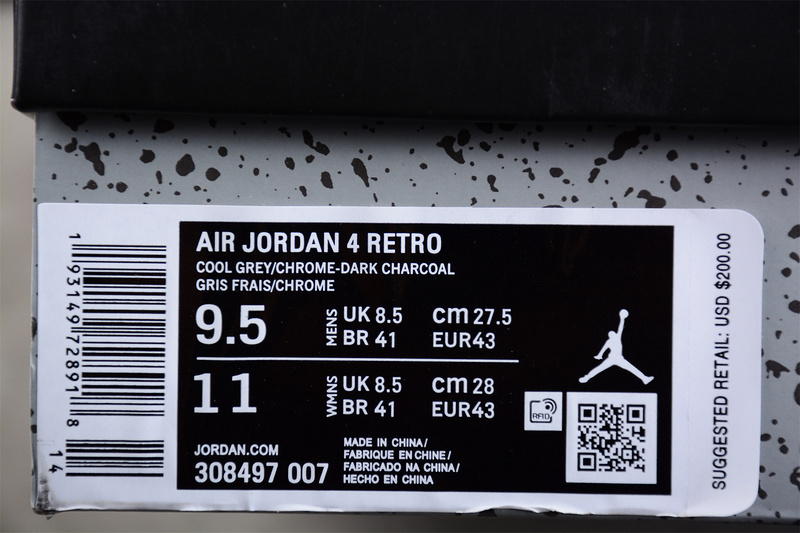 AIR JORDAN 4 RETRO
COOL GREY/CHROME-DARK CHARCOAL
GRIS FRAIS/CHROME
9.5
MENS
UK 8.5 cm 27.5
BR 41 EUR43
11
WMNS
UK 8.5 cm 28
BR 41 EUR43
JORDAN.COM
308497 007
MADE IN CHINA/
FABRIQUE EN CHINE/
FABRICADO NA CHINA/
HECHO EN CHINA
RFID
1 93149 72891 8
14
SUGGESTED RETAIL: USD $200.00